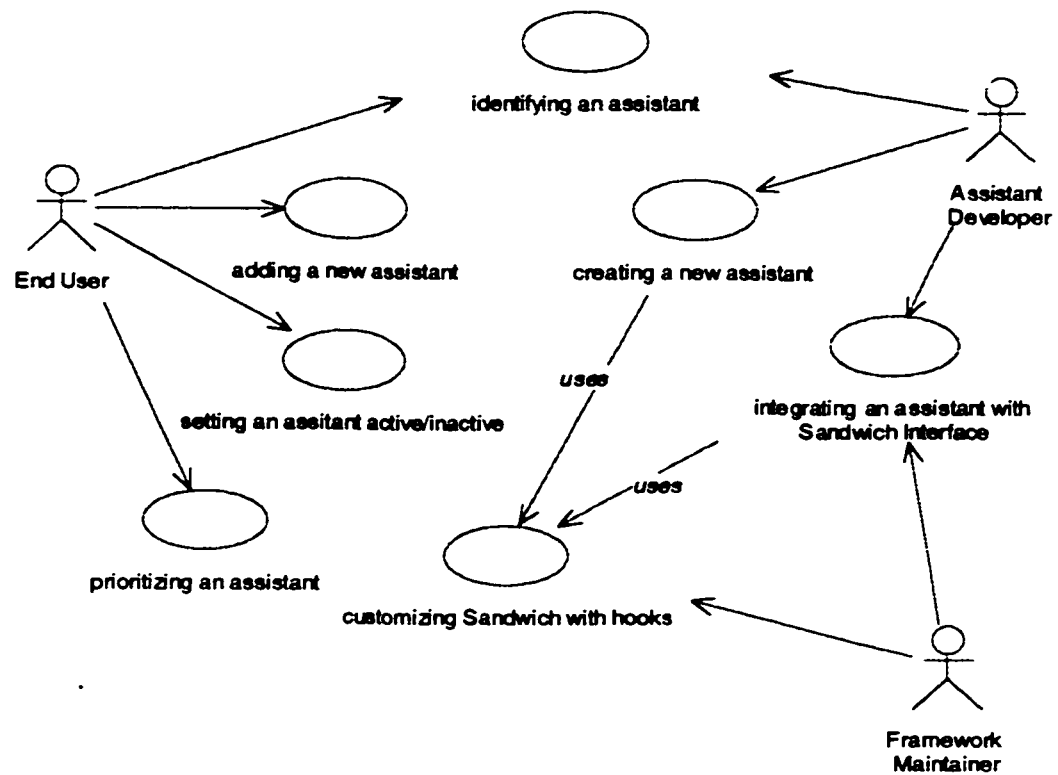 identifying an assistant
Assistant
Developer
End User
adding a new assistant
creating a new assistant
uses
setting an assitant active/inactive
integrating an assistant with
Sandwich Interface
uses
prioritizing an assistant
customizing Sandwich with hooks
Framework
Maintainer